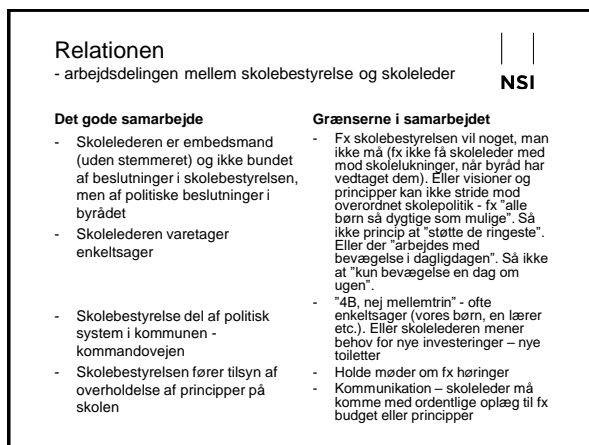 Relationen
- arbejdsdelingen mellem skolebestyrelse og skoleleder
NSI
Det gode samarbejde
- Skolelederen er embedsmand
(uden stemmeret) og ikke bundet
af beslutninger i skolebestyrelsen,
men af politiske beslutninger i
byrådet
- Skolelederen varetager
enkeltsager
- Skolebestyrelse del af politisk
system i kommunen -
kommandovejen
- Skolebestyrelsen fører tilsyn af
overholdelse af principper på
skolen
Grænserne i samarbejdet
- Fx skolebestyrelsen vil noget, man
ikke må (fx ikke få skoleleder med
mod skolelukninger, når byråd har
vedtaget dem). Eller visioner og
principper kan ikke stride mod
overordnet skolepolitik - fx "alle
børn så dygtige som mulige". Så
ikke princip at "støtte de ringeste".
Eller der "arbejdes med
bevægelse i dagligdagen". Så ikke
at "kun bevægelse en dag om
ugen".
- "4B, nej mellemtrin" - ofte
enkeltsager (vores børn, en lærer
etc.). Eller skolelederen mener
behov for nye investeringer – nye
toiletter
- Holde møder om fx høringer
- Kommunikation – skoleleder må
komme med ordentlige oplæg til fx
budget eller principper